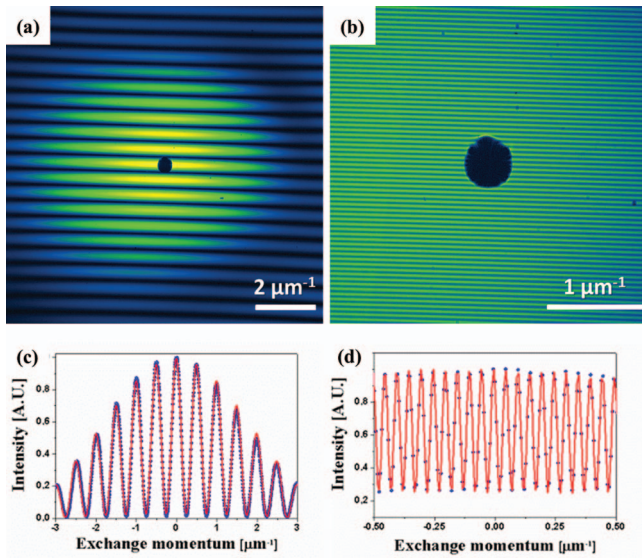 (a)
(b)
2 µm⁻¹
1 µm⁻¹
(c)
(d)
Intensity [A.U.]
0,8
0,6
0,4
0,2
0,0
-3 -2 -1 0 1 2 3
Exchange momentum [µm⁻¹]
Intensity [A.U.]
1.0
0.8
0.6
0.4
0.2
-0.50 -0.25 0.00 0.25 0.50
Exchange momentum [µm⁻¹]